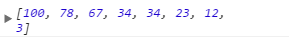 [100, 78, 67, 34, 34, 23, 12,
3]